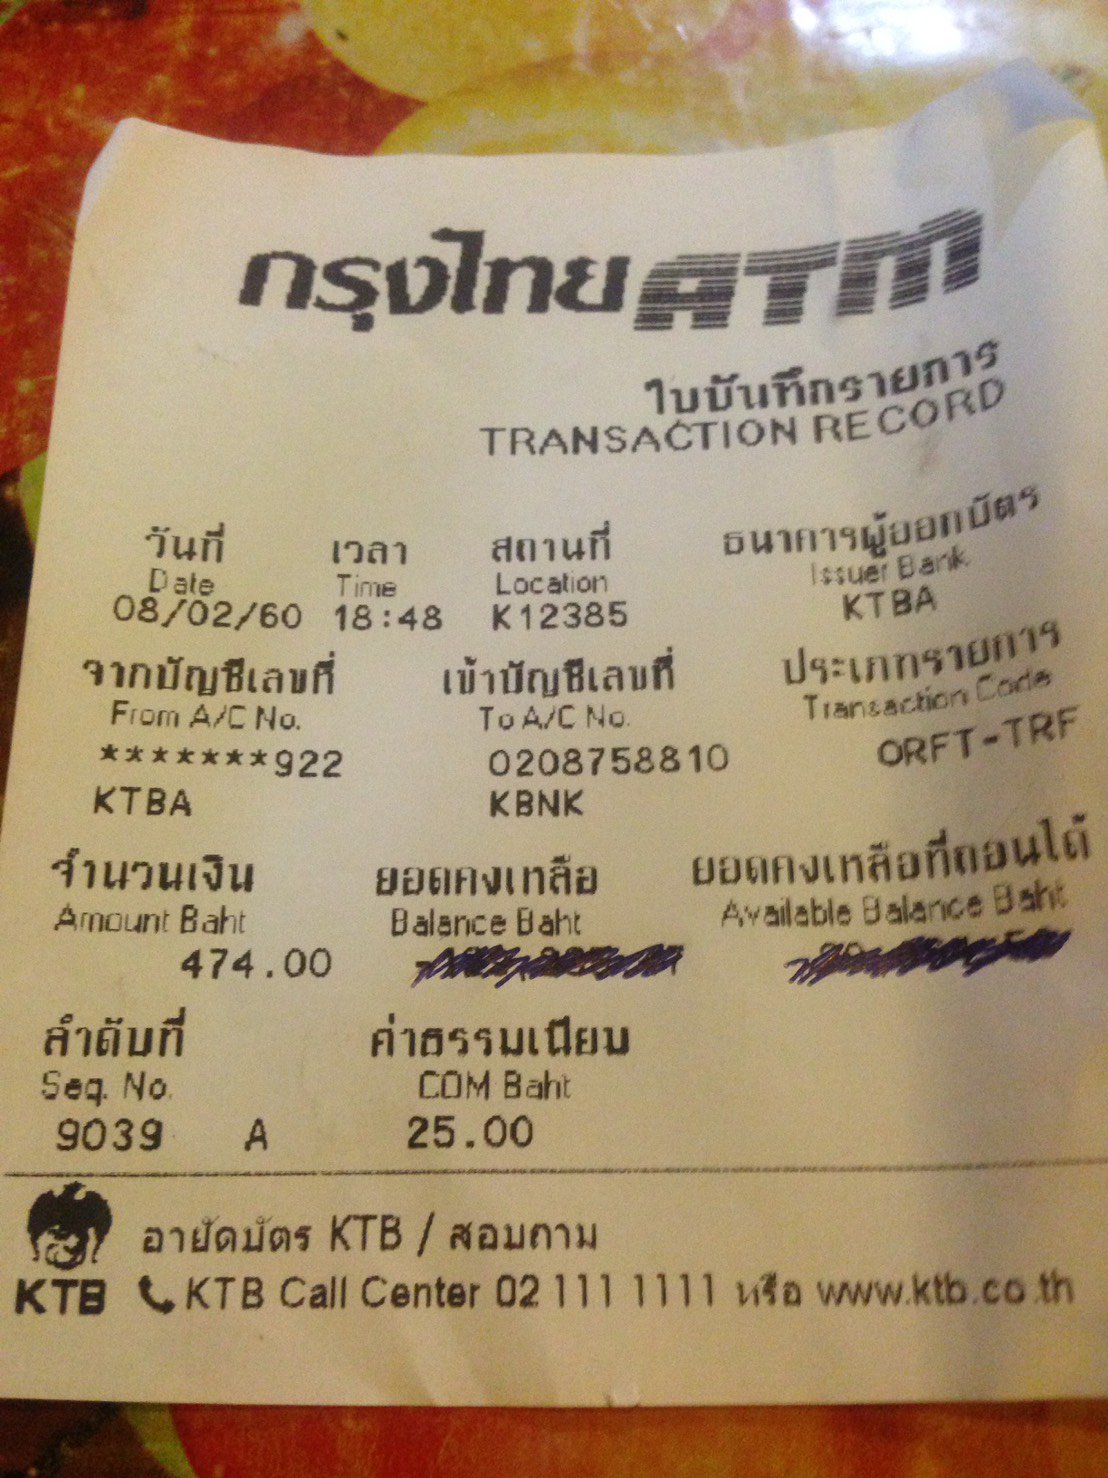 กรุงไทย ATM
ใบบันทึกรายการ
TRANSACTION RECORD
วันที่ เวลา สถานที่ ธนาคารผู้ออกบัตร
Date Time Location Issuer Bank
08/02/60 18:48 K12385 KTBA
จากบัญชีเลขที่ เข้าบัญชีเลขที่ ประเภทรายการ
From A/C No. To A/C No. Transaction Code
*******922 0208758810 ORFT-TRF
KTBA KBNK
จำนวนเงิน ยอดคงเหลือ ยอดคงเหลือที่ถอนได้
Amount Baht Balance Baht Available Balance Baht
474.00
ลำดับที่ ค่าธรรมเนียม
Seq. No. COM Baht
9039 A 25.00
อายัดบัตร KTB / สอบถาม
KTB KTB Call Center 02 111 1111 หรือ www.ktb.co.th